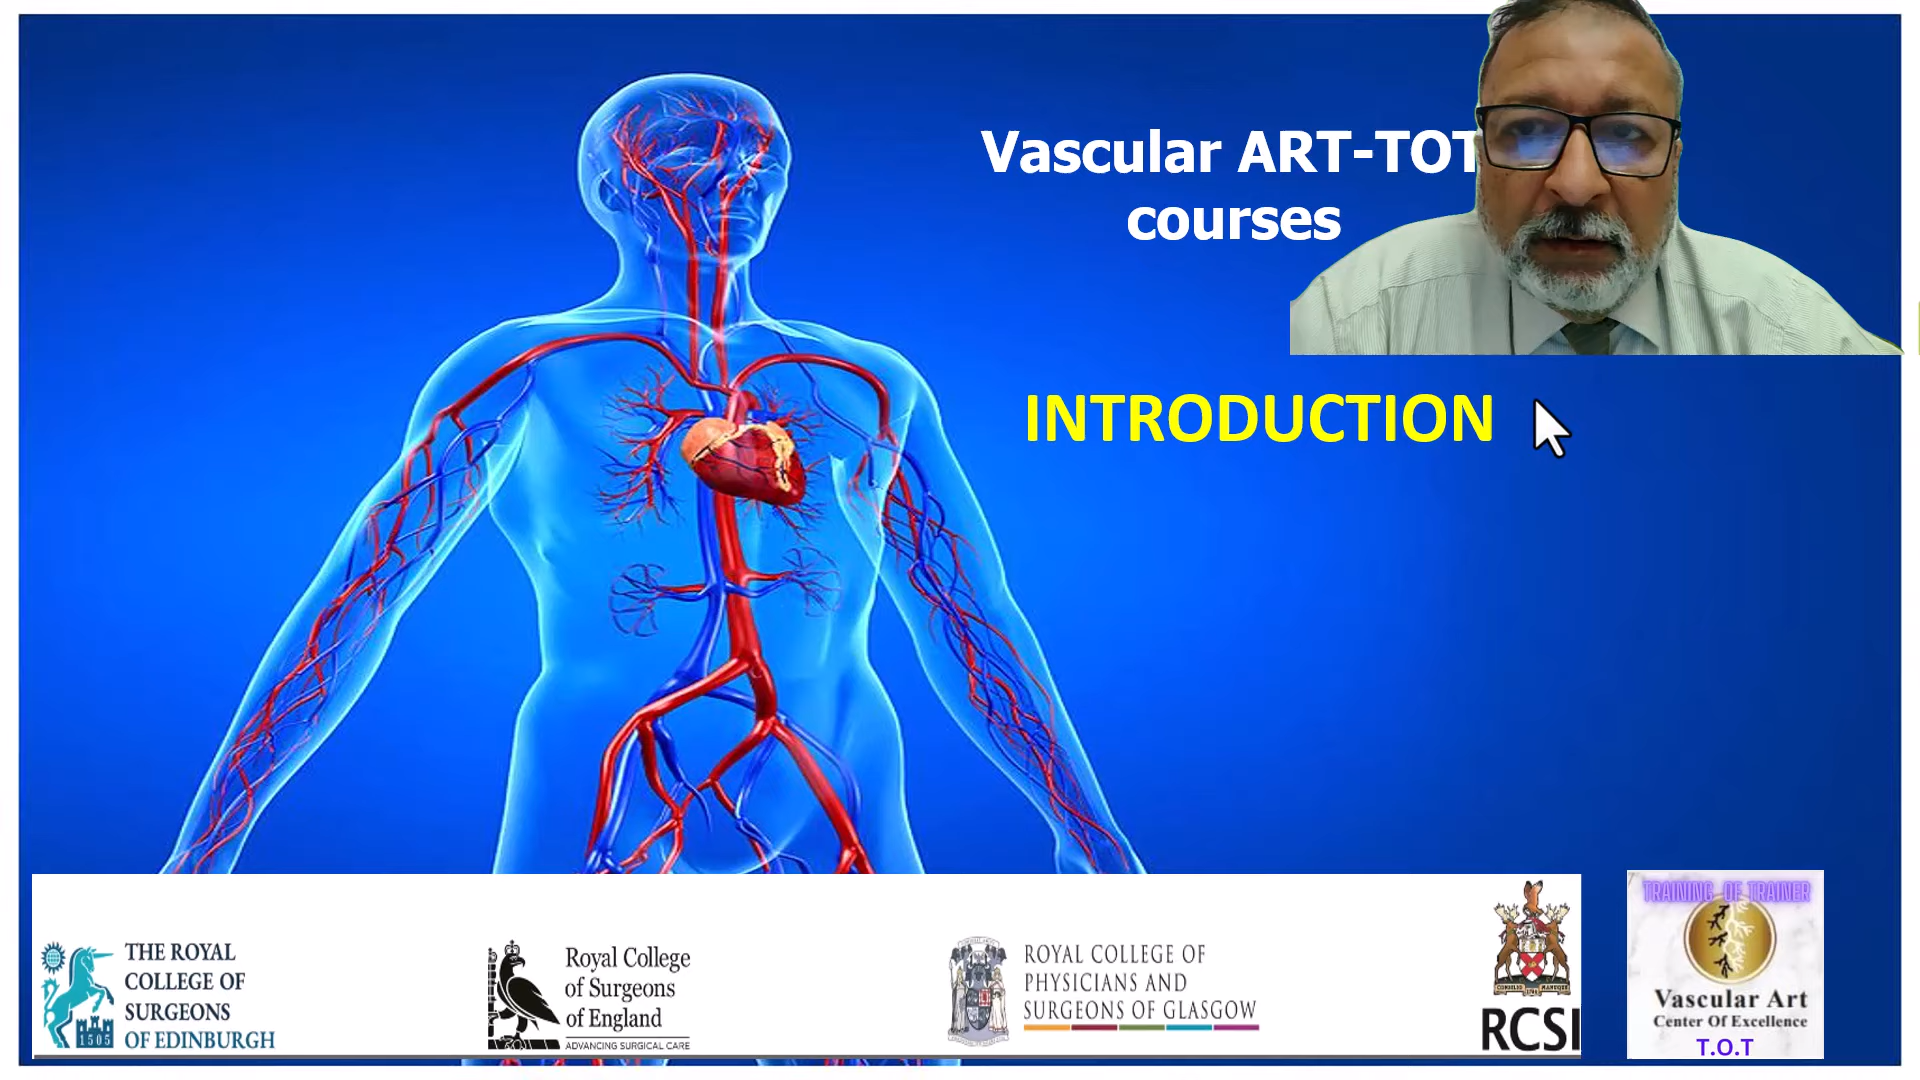 Vascular ART-TOT
courses
INTRODUCTION
THE ROYAL
COLLEGE OF
SURGEONS
OF EDINBURGH
1505
Royal College
of Surgeons
of England
ADVANCING SURGICAL CARE
ROYAL COLLEGE OF
PHYSICIANS AND
SURGEONS OF GLASGOW
RCSI
TRAINING OF TRAINER
Vascular Art
Center Of Excellence
T.O.T